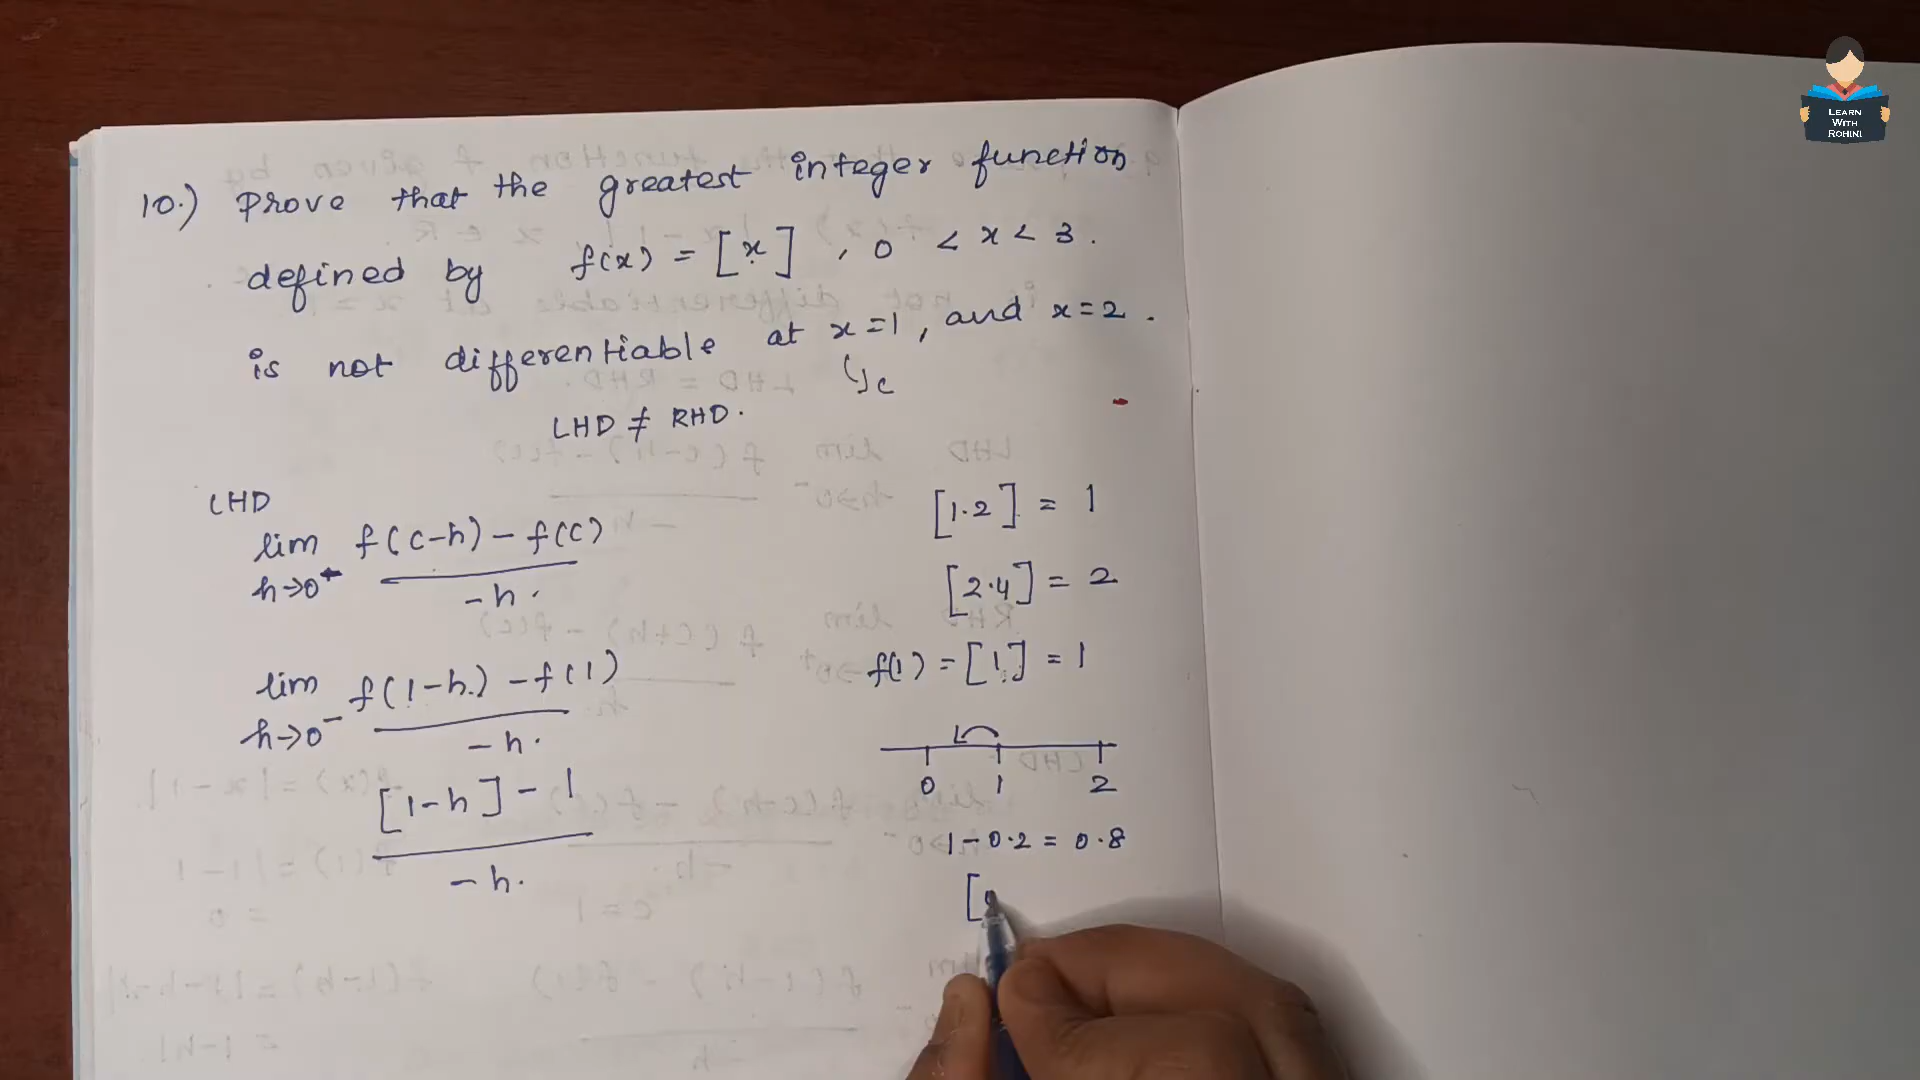 10.) Prove that the greatest integer function
defined by f(x) = [x] , 0 < x < 3.
is not differentiable at x=1, and x=2.
c
LHD ≠ RHD.
LHD
lim f(c-h) - f(c)
h→0
-h.
lim f(1-h) - f(1)
h→0⁻
-h.
[1-h] - 1
-h.
[1.2] = 1
[2.4] = 2
f(1) = [1] = 1
0 1 2
1 - 0.2 = 0.8
[0
LEARN
WITH
ROHINI